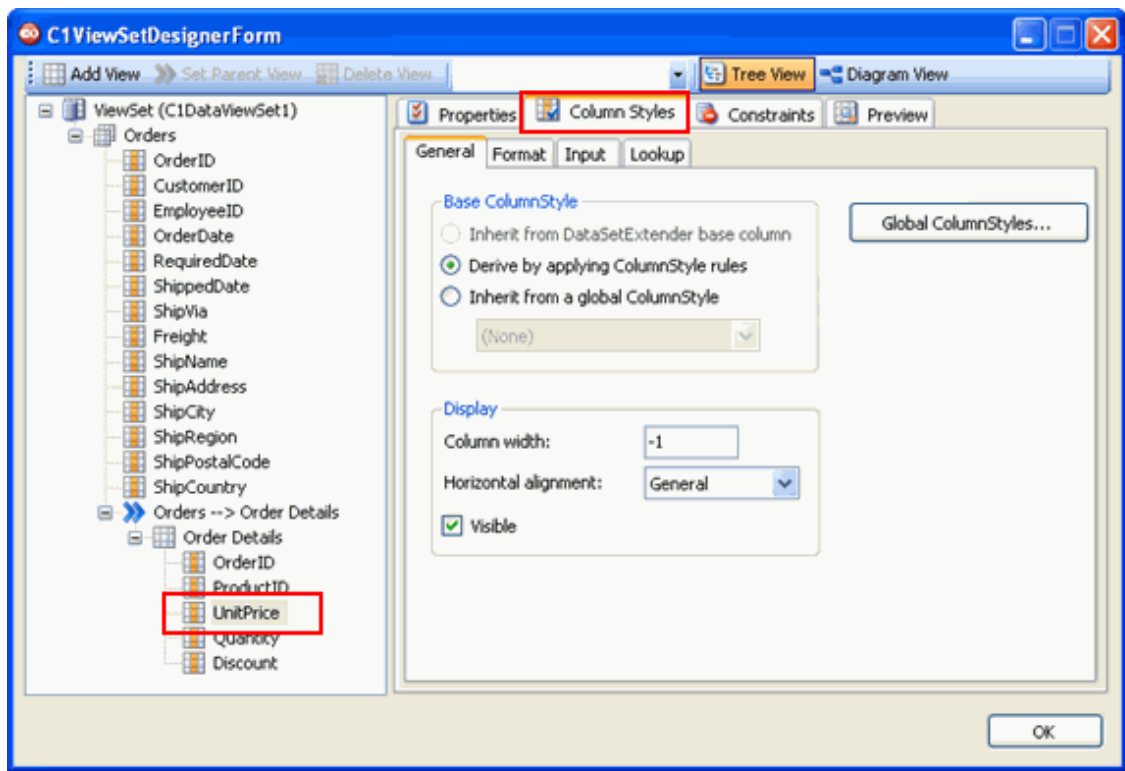 C1ViewSetDesignerForm
Add View Set Parent View Delete View Tree View Diagram View
ViewSet (C1DataViewSet1)
Orders
OrderID
CustomerID
EmployeeID
OrderDate
RequiredDate
ShippedDate
ShipVia
Freight
ShipName
ShipAddress
ShipCity
ShipRegion
ShipPostalCode
ShipCountry
Orders --> Order Details
Order Details
OrderID
ProductID
UnitPrice
Quantity
Discount
Properties Column Styles Constraints Preview
General Format Input Lookup
Base ColumnStyle
Inherit from DataSetExtender base column
Derive by applying ColumnStyle rules
Inherit from a global ColumnStyle
(None)
Global ColumnStyles...
Display
Column width: -1
Horizontal alignment: General
Visible
OK